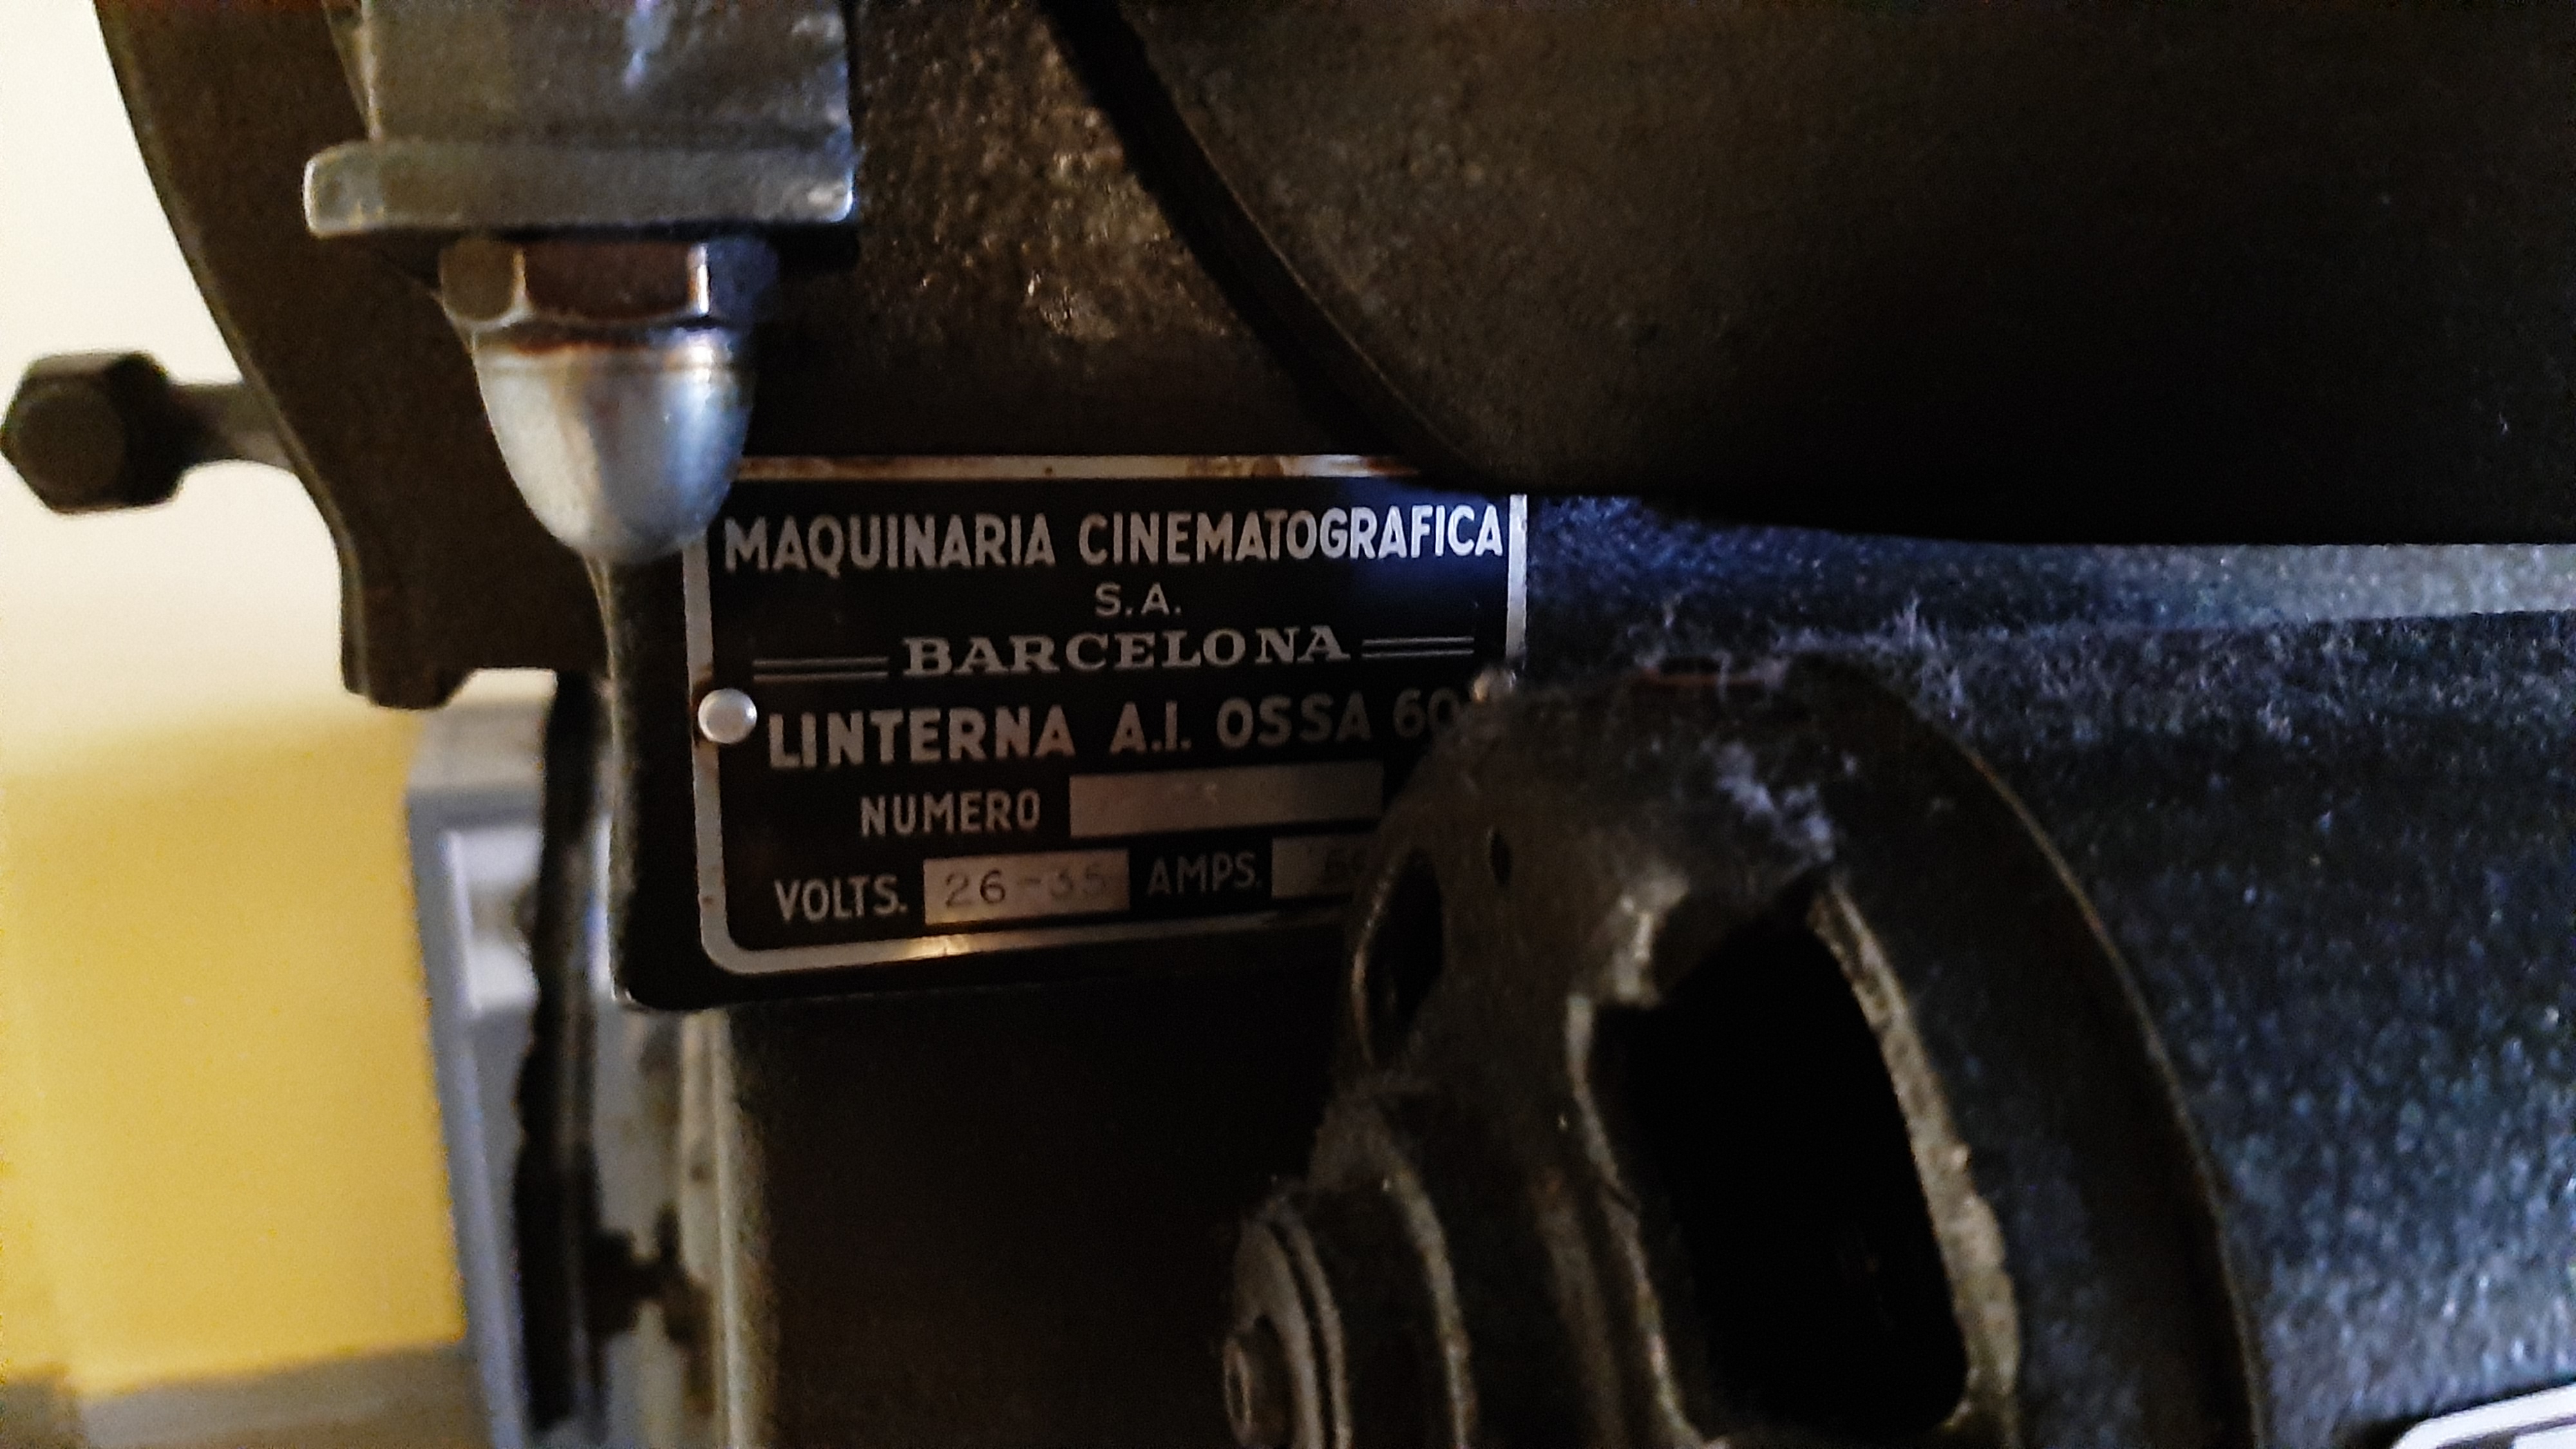 MAQUINARIA CINEMATOGRAFICA
S.A.
BARCELONA
LINTERNA A.I. OSSA
NUMERO
VOLTS. 26-35 AMPS.